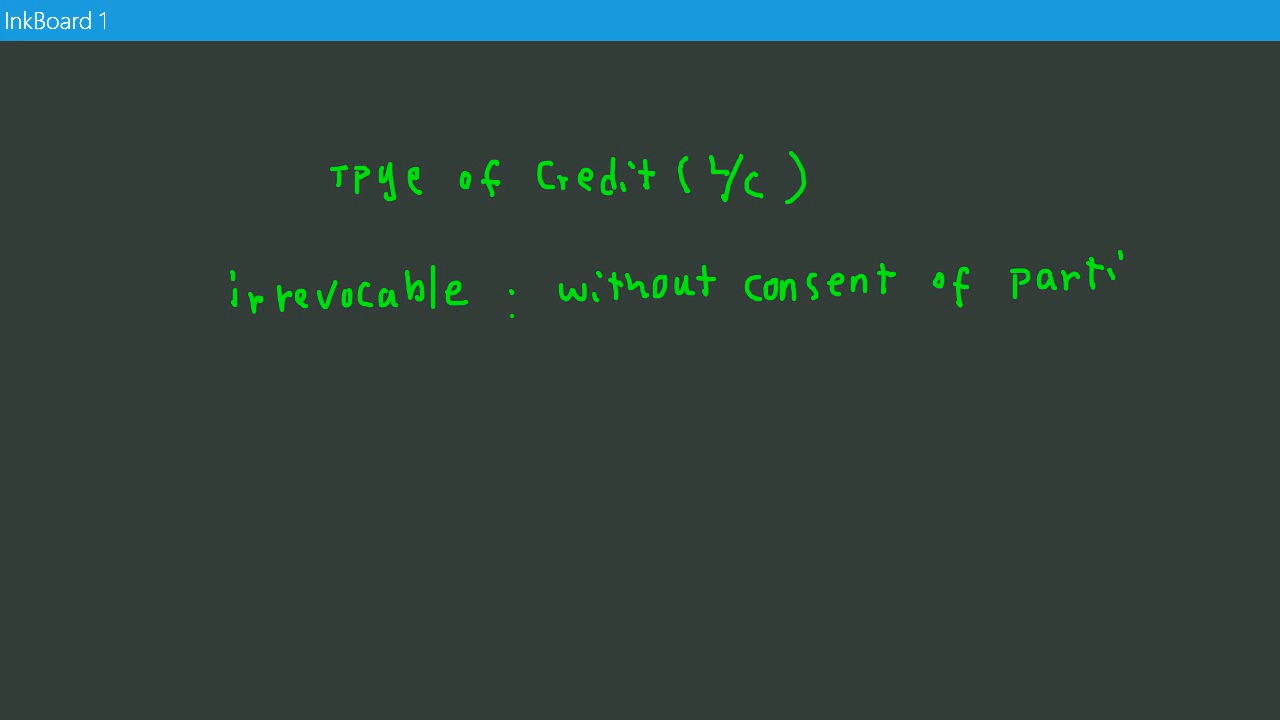 InkBoard 1
TPye of Credit ( L/C )
irrevocable : without consent of parti